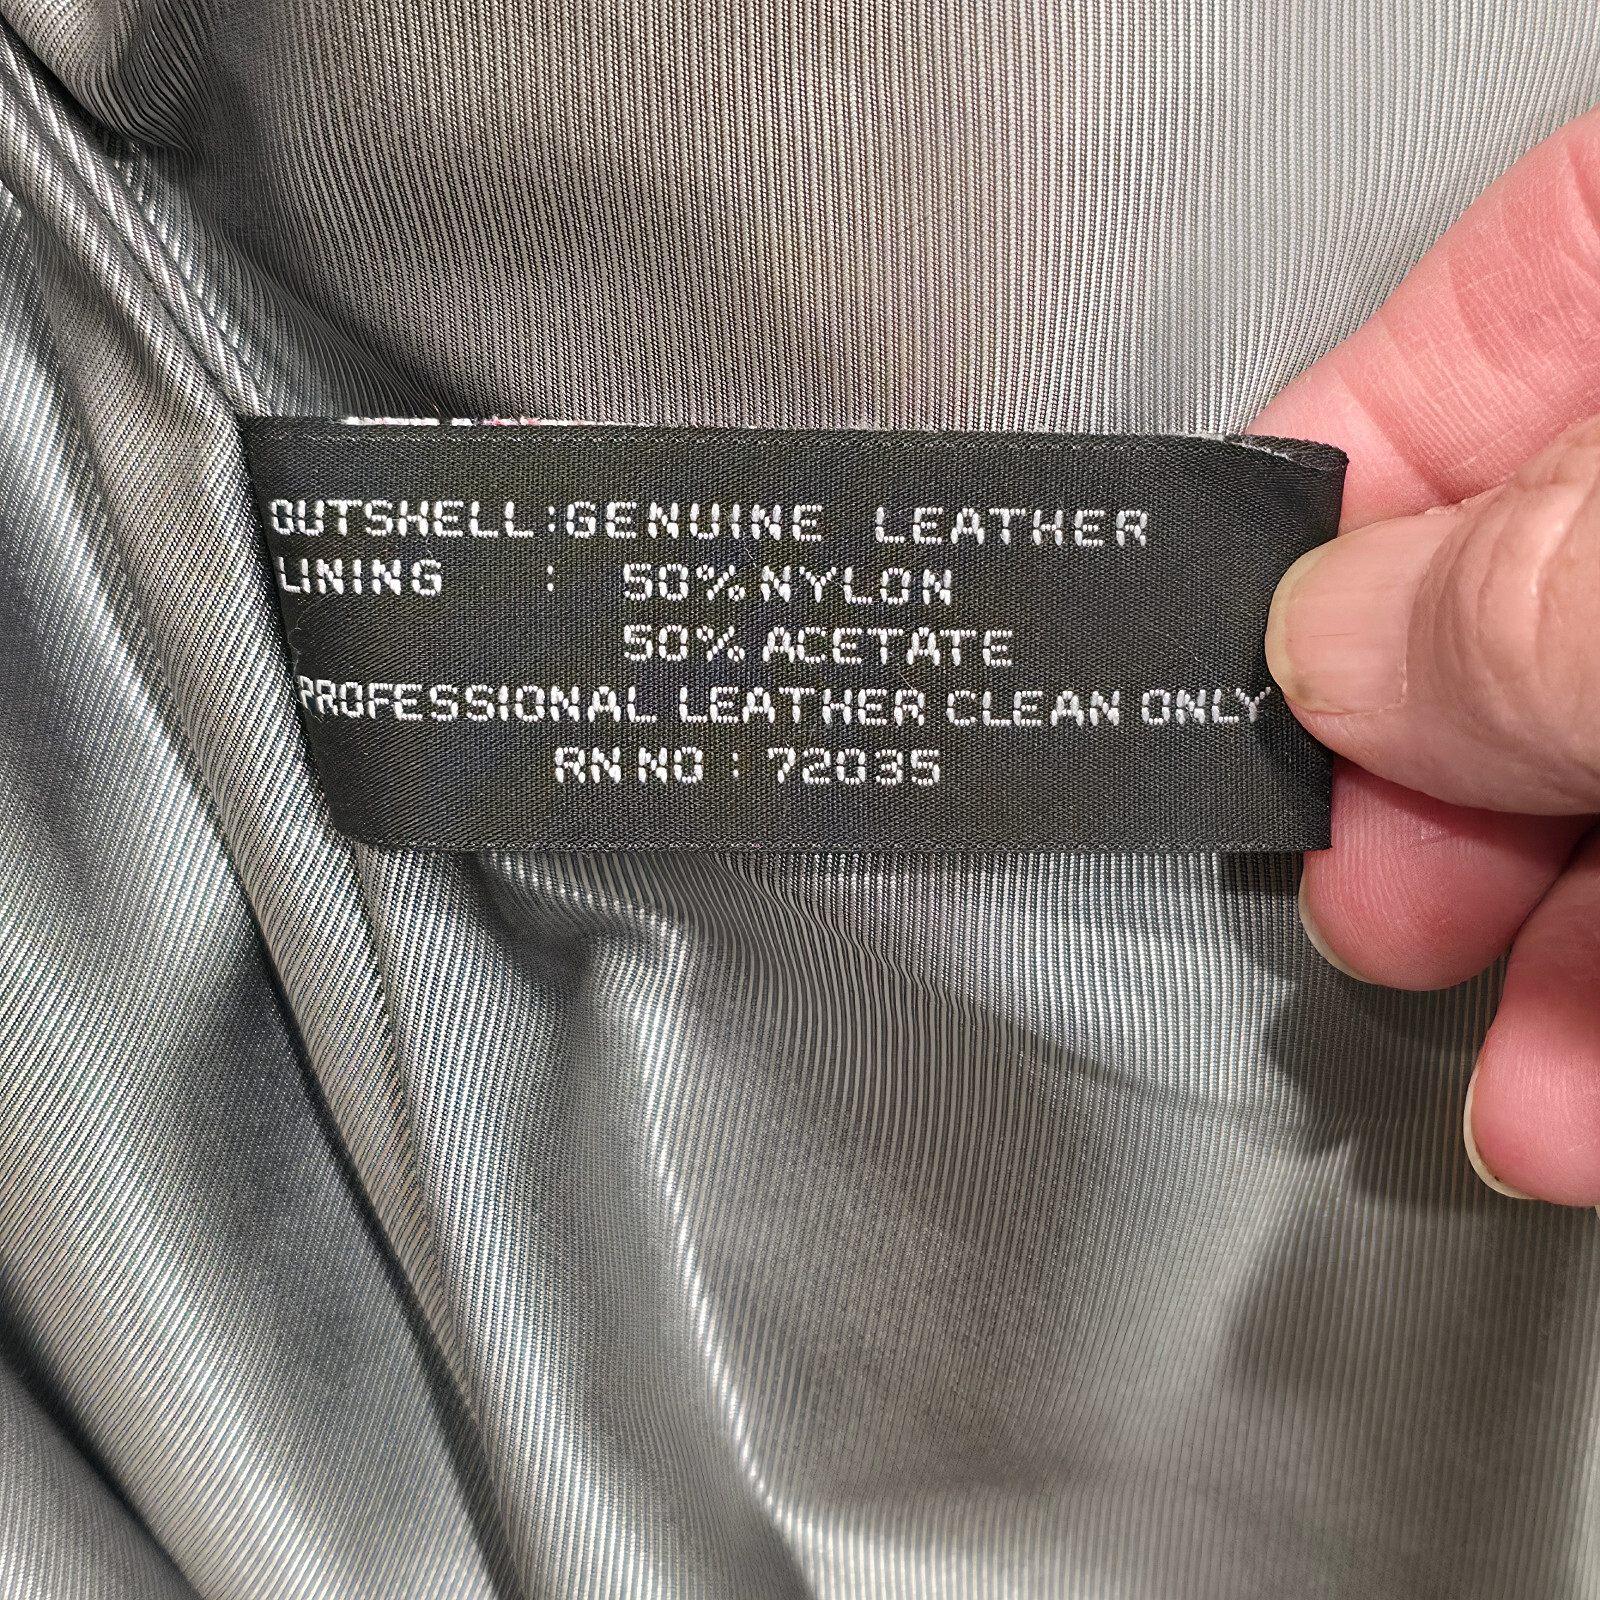 OUTSHELL:GENUINE LEATHER
LINING : 50% NYLON
50% ACETATE
PROFESSIONAL LEATHER CLEAN ONLY
RN NO : 72035